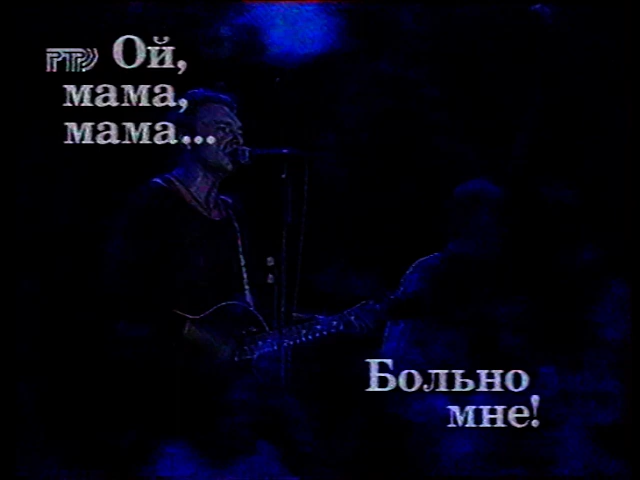 РТР Ой,
мама,
мама...
Больно
мне!